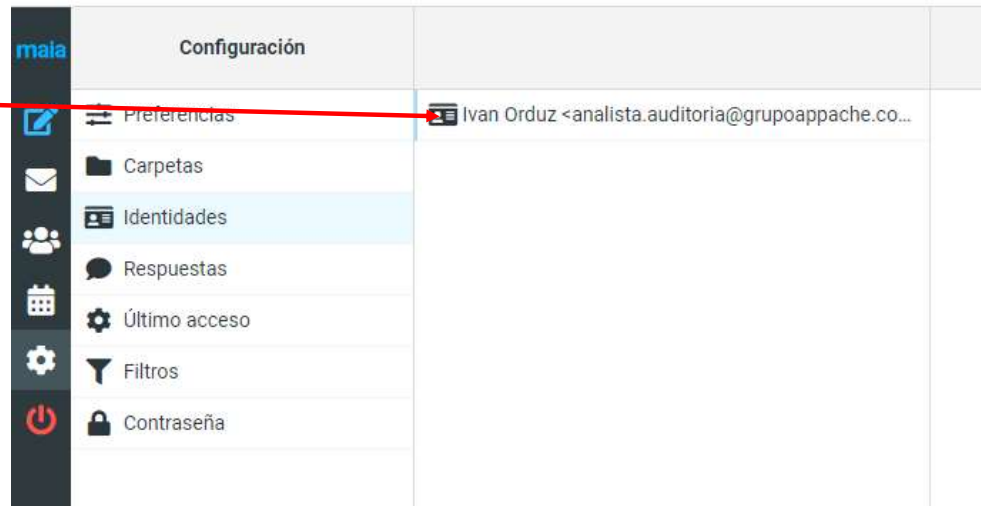 maia
Configuración
Preferencias
Ivan Orduz <analista.auditoria@grupoappache.co...
Carpetas
Identidades
Respuestas
Último acceso
Filtros
Contraseña